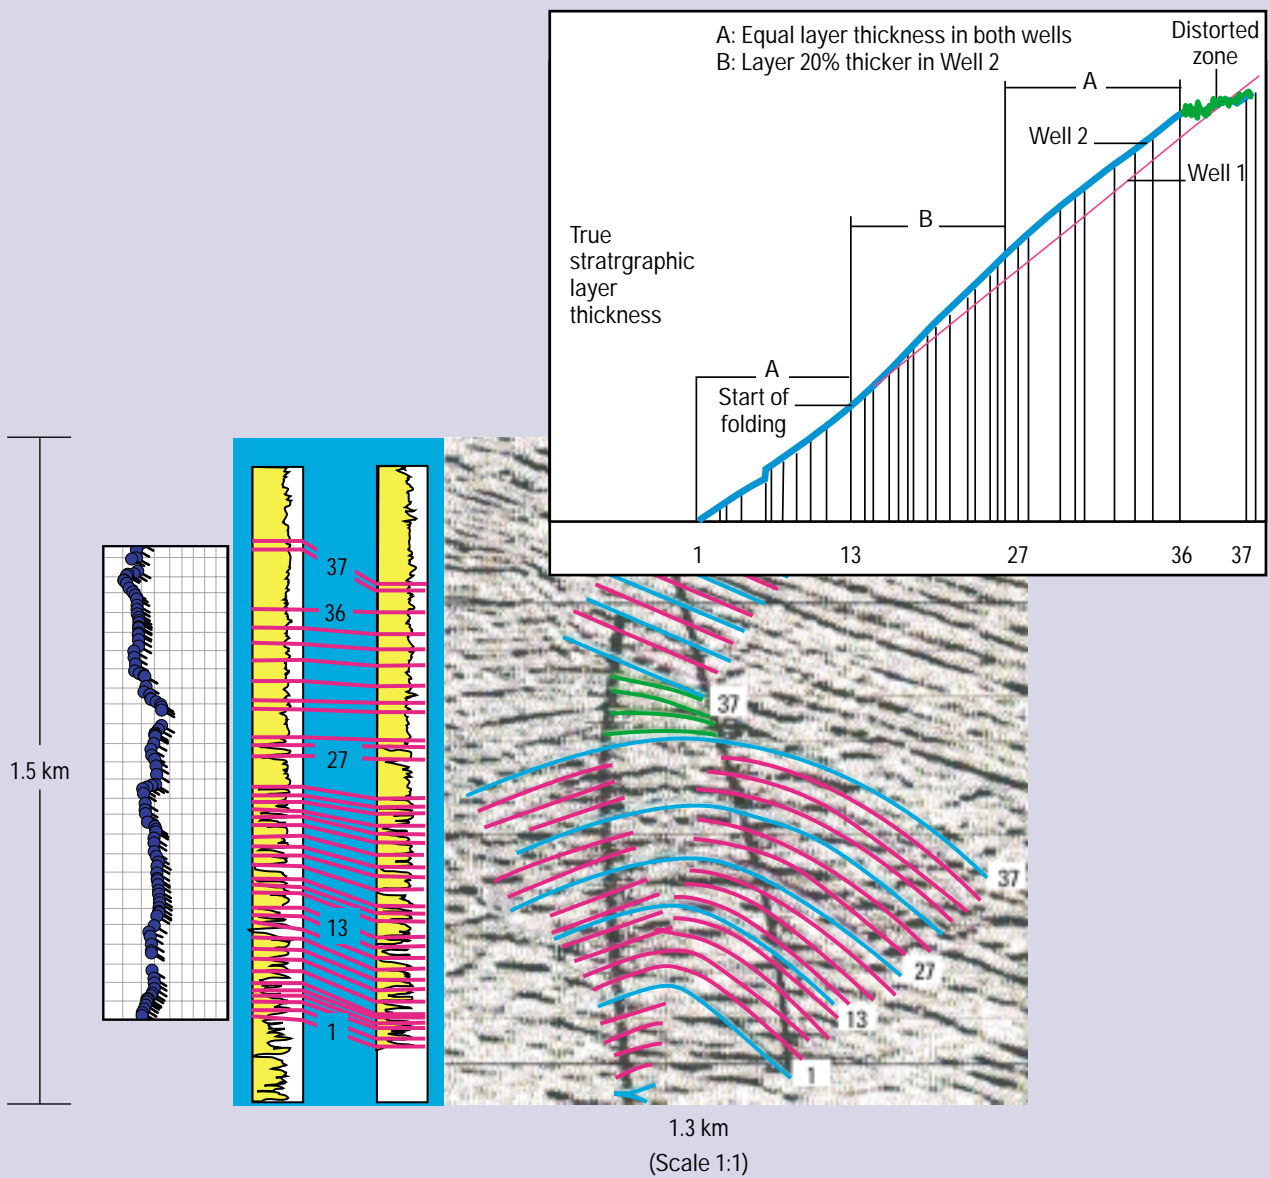 A: Equal layer thickness in both wells
B: Layer 20% thicker in Well 2
Distorted
zone
A
Well 2
Well 1
B
True
stratrgraphic
layer
thickness
A
Start of
folding
1 13 27 36 37
37
36
27
13
1
1.5 km
37
37
27
13
1
1.3 km
(Scale 1:1)